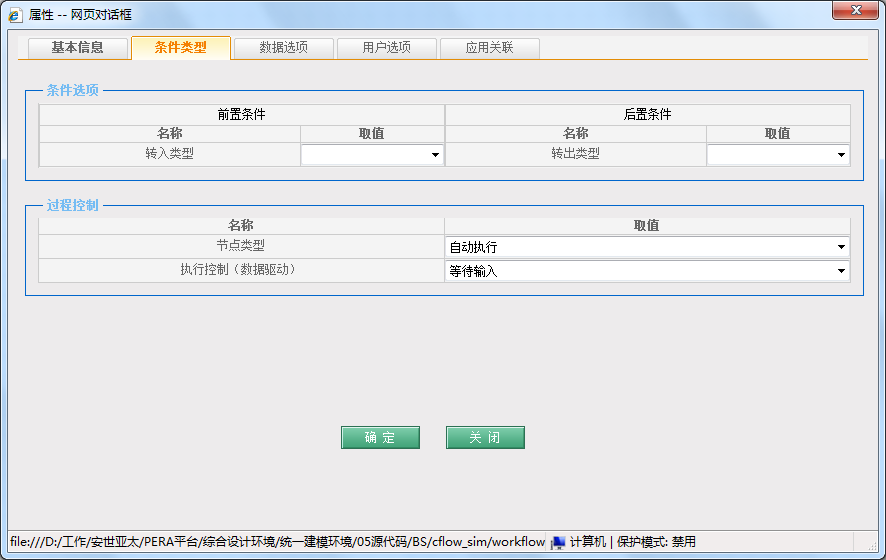 属性 -- 网页对话框
基本信息 条件类型 数据选项 用户选项 应用关联
条件选项
前置条件 后置条件
名称 取值 名称 取值
转入类型 转出类型
过程控制
名称 取值
节点类型 自动执行
执行控制（数据驱动） 等待输入
确 定 关 闭
file:///D:/工作/安世亚太/PERA平台/综合设计环境/统一建模环境/05源代码/BS/cflow_sim/workflow 计算机 | 保护模式: 禁用